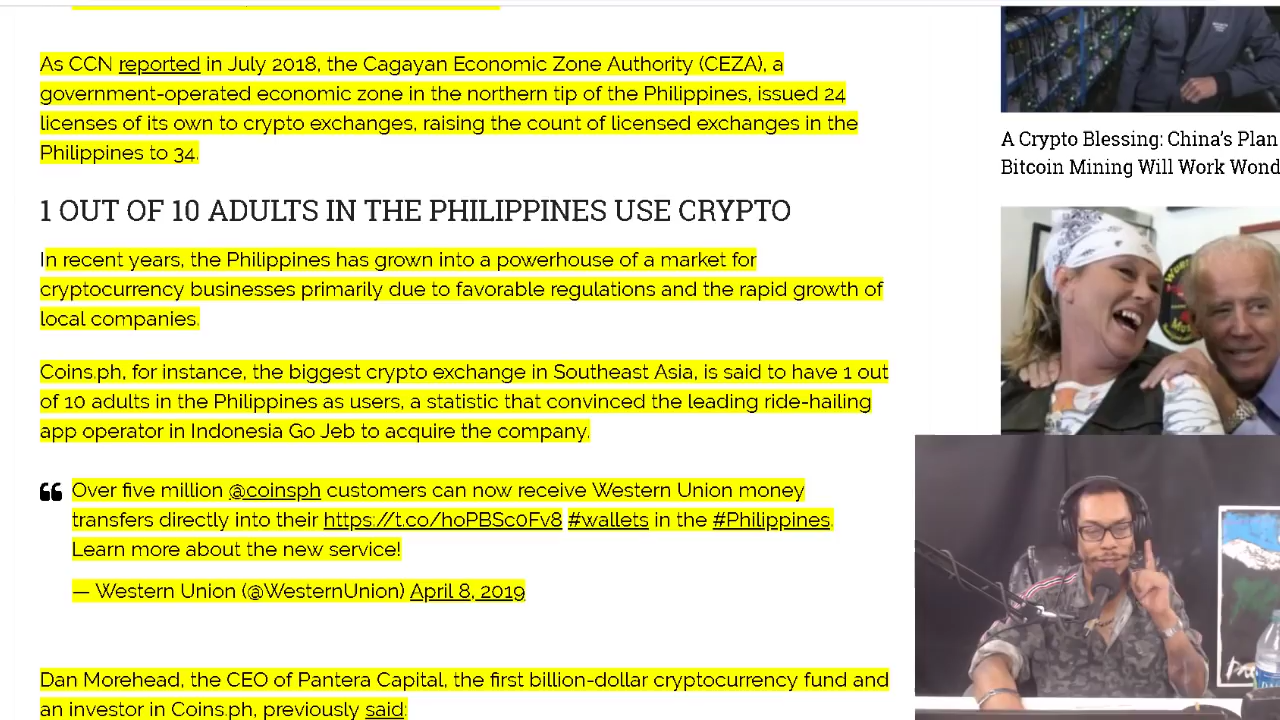 As CCN reported in July 2018, the Cagayan Economic Zone Authority (CEZA), a
government-operated economic zone in the northern tip of the Philippines, issued 24
licenses of its own to crypto exchanges, raising the count of licensed exchanges in the
Philippines to 34.
1 OUT OF 10 ADULTS IN THE PHILIPPINES USE CRYPTO
In recent years, the Philippines has grown into a powerhouse of a market for
cryptocurrency businesses primarily due to favorable regulations and the rapid growth of
local companies.
Coins.ph, for instance, the biggest crypto exchange in Southeast Asia, is said to have 1 out
of 10 adults in the Philippines as users, a statistic that convinced the leading ride-hailing
app operator in Indonesia Go Jeb to acquire the company.
“ Over five million @coinsph customers can now receive Western Union money
transfers directly into their https://t.co/hoPBSc0Fv8 #wallets in the #Philippines.
Learn more about the new service!
— Western Union (@WesternUnion) April 8, 2019
Dan Morehead, the CEO of Pantera Capital, the first billion-dollar cryptocurrency fund and
an investor in Coins.ph, previously said:
A Crypto Blessing: China's Plan
Bitcoin Mining Will Work Wond